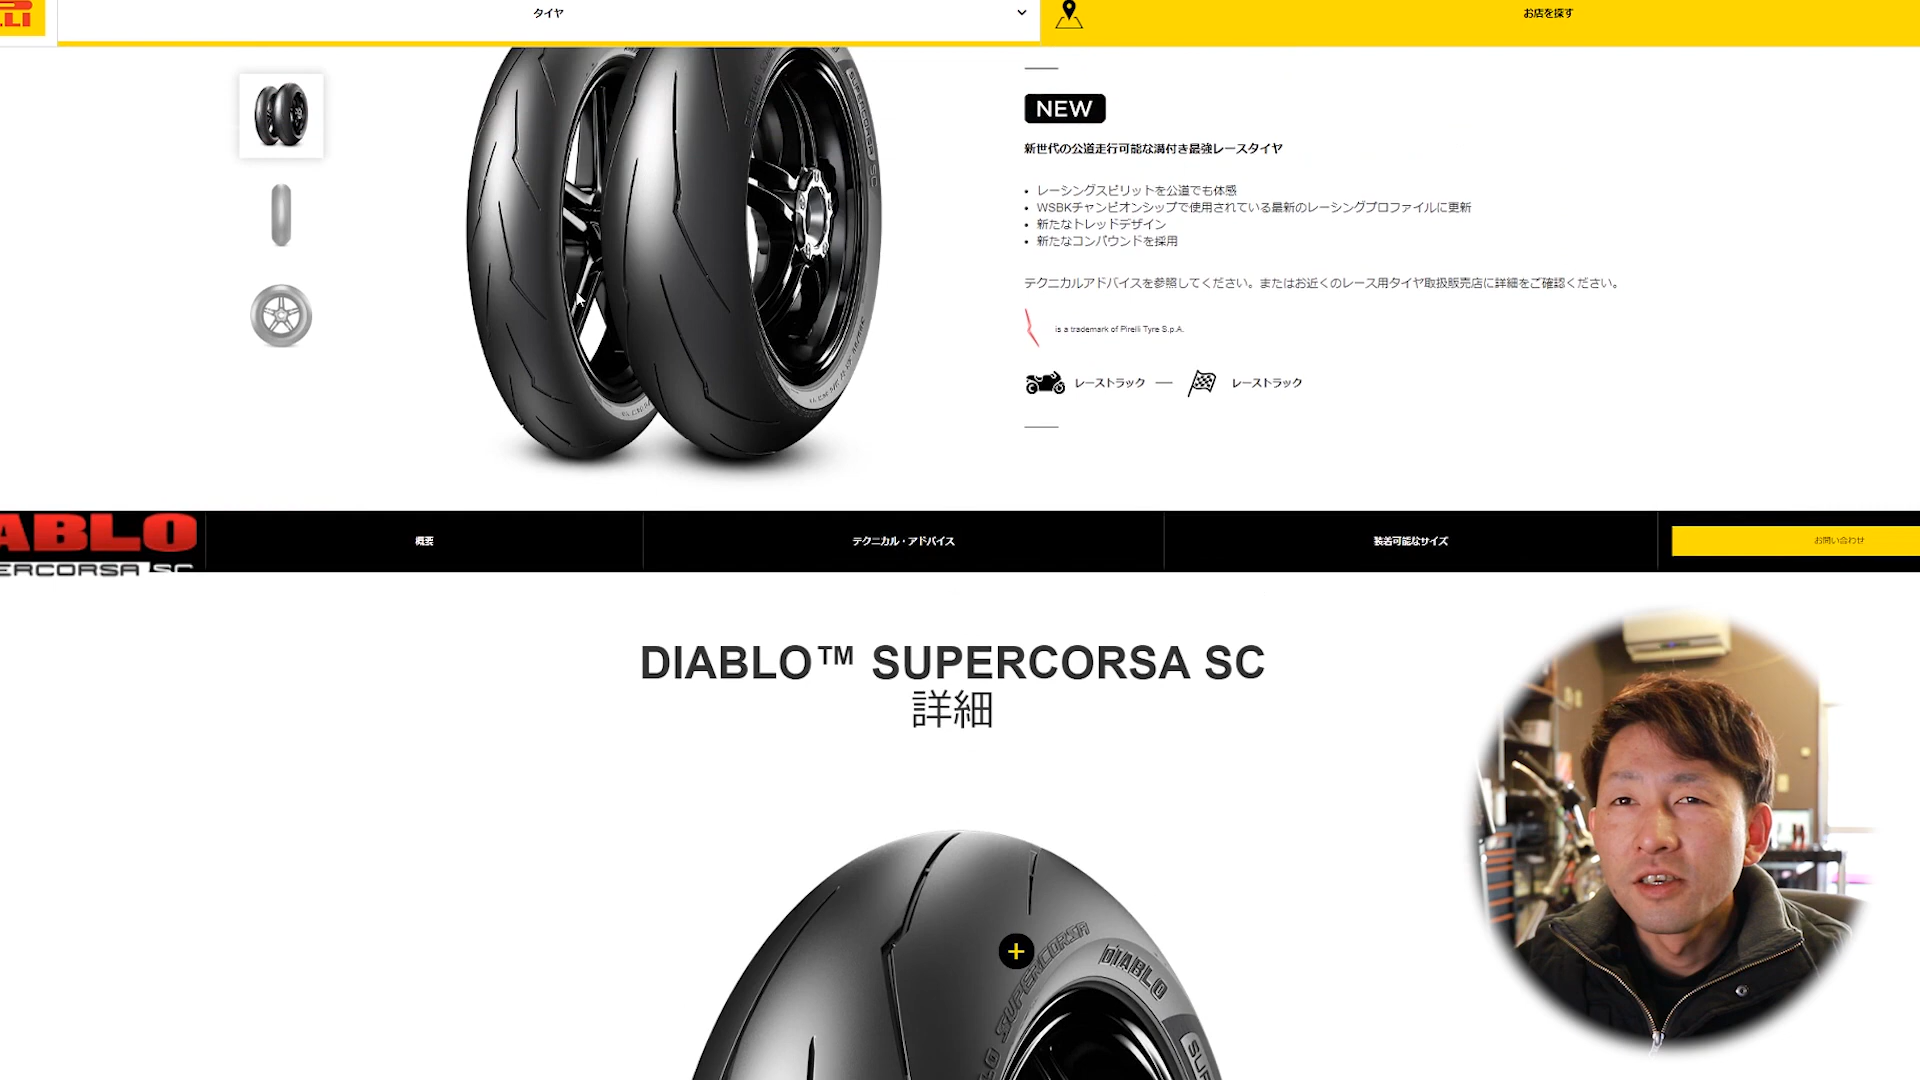 タイヤ
お店を探す
NEW
新世代の公道走行可能な溝付き最強レースタイヤ
• レーシングスピリットを公道でも体感
• WSBKチャンピオンシップで使用されている最新のレーシングプロファイルに更新
• 新たなトレッドデザイン
• 新たなコンパウンドを採用
テクニカルアドバイスを参照してください。またはお近くのレース用タイヤ取扱販売店に詳細をご確認ください。
is a trademark of Pirelli Tyre S.p.A.
レーストラック — レーストラック
ABLO
ERCORSA SC
概要
テクニカル・アドバイス
装着可能なサイズ
お問い合わせ
DIABLO™ SUPERCORSA SC
詳細
SUPERCORSA
DIABLO